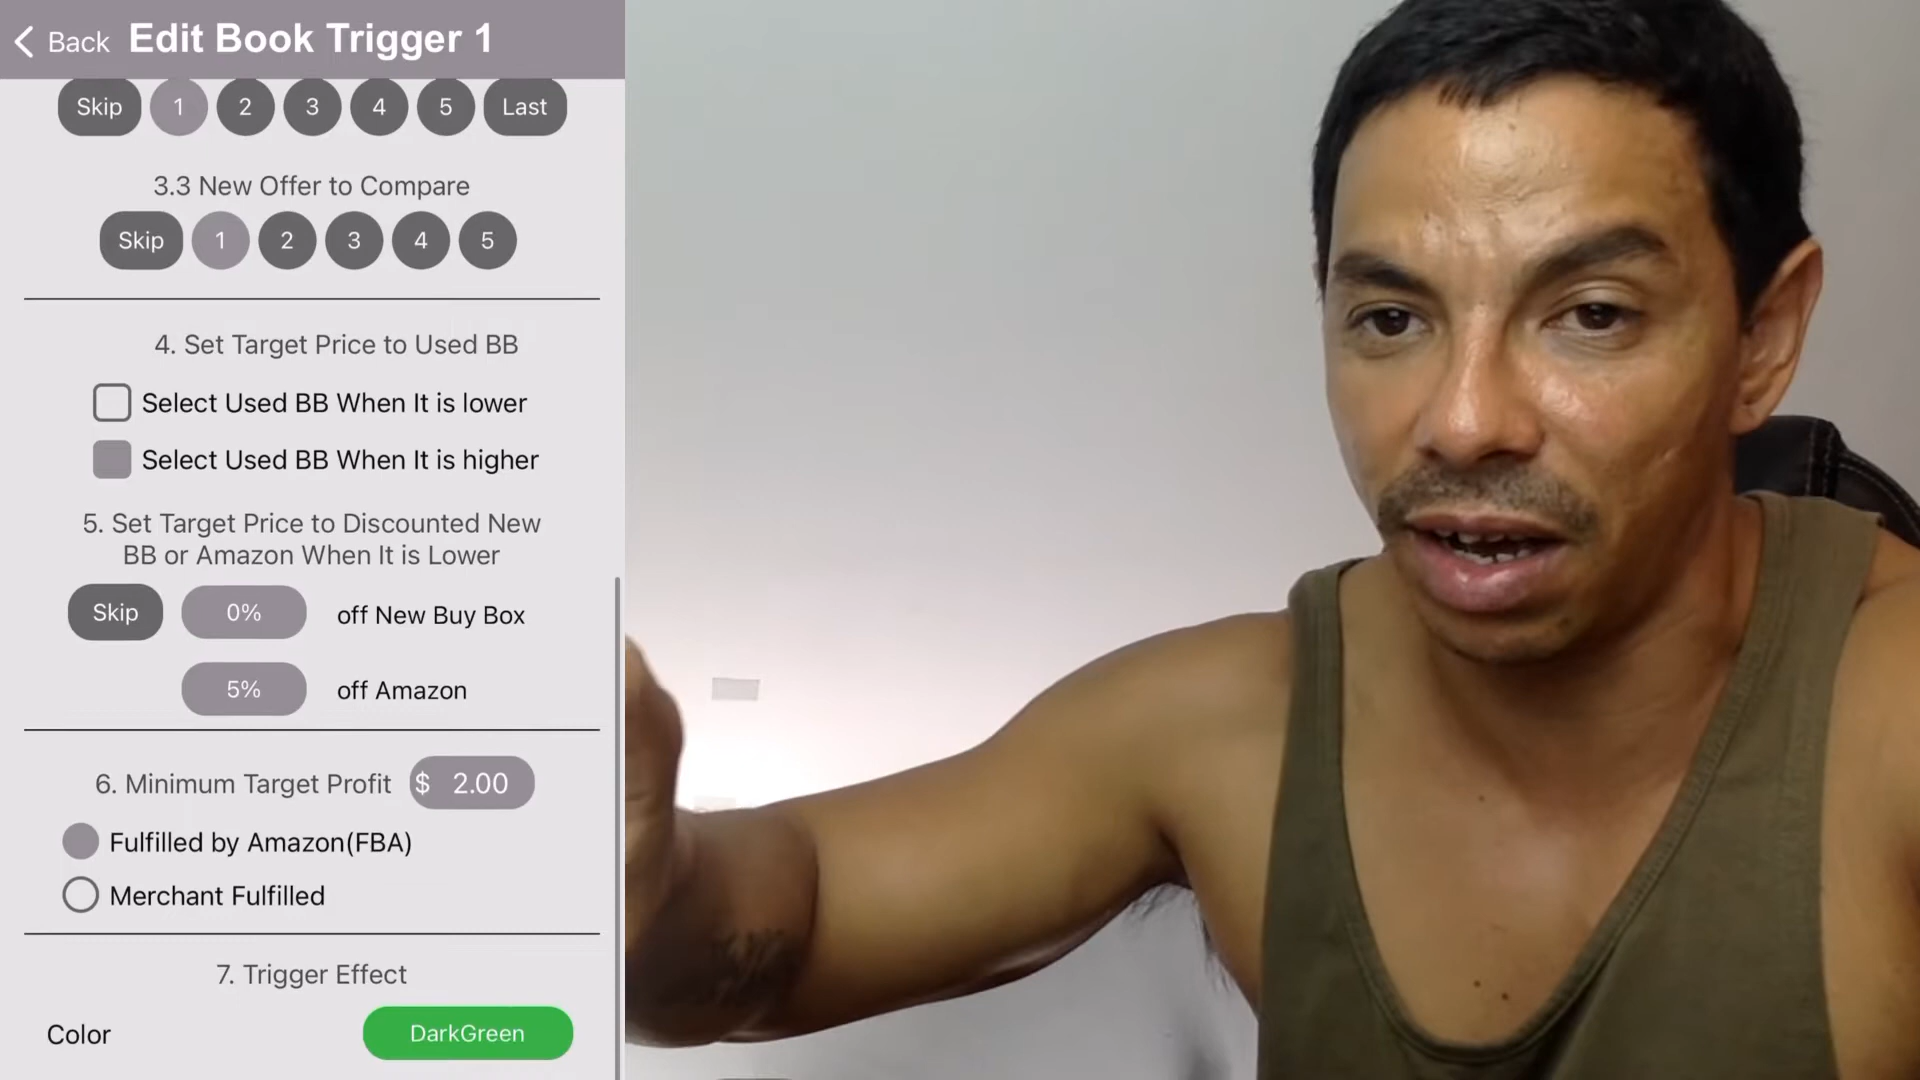 Back Edit Book Trigger 1
Skip 1 2 3 4 5 Last
3.3 New Offer to Compare
Skip 1 2 3 4 5
4. Set Target Price to Used BB
Select Used BB When It is lower
Select Used BB When It is higher
5. Set Target Price to Discounted New
BB or Amazon When It is Lower
Skip 0% off New Buy Box
5% off Amazon
6. Minimum Target Profit $ 2.00
Fulfilled by Amazon(FBA)
Merchant Fulfilled
7. Trigger Effect
Color DarkGreen